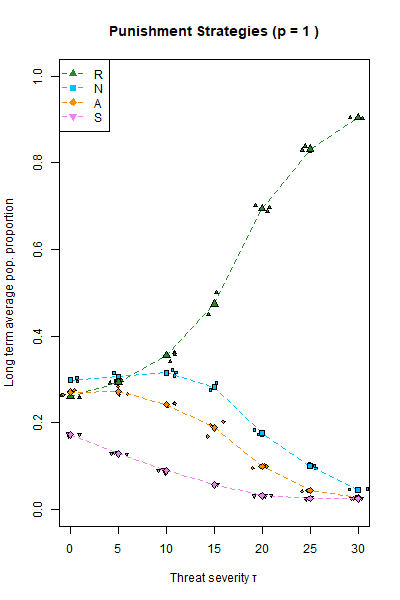 Punishment Strategies (p = 1 )
R
N
A
S
Long term average pop. proportion
1.0
0.8
0.6
0.4
0.2
0.0
0 5 10 15 20 25 30
Threat severity τ